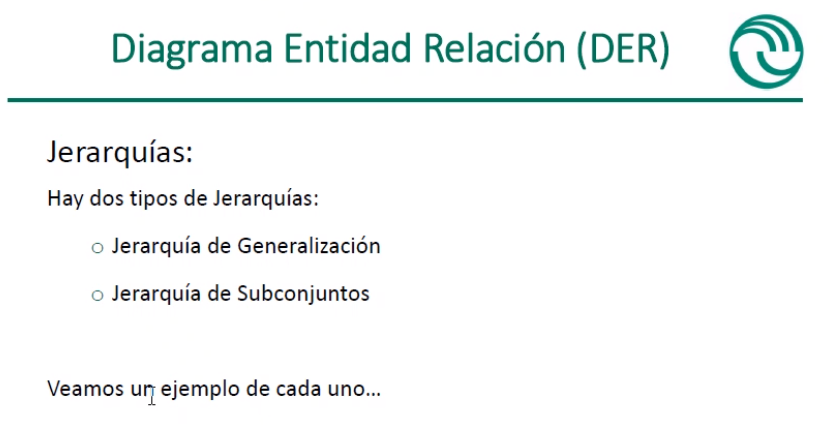 Diagrama Entidad Relación (DER)
Jerarquías:
Hay dos tipos de Jerarquías:
○ Jerarquía de Generalización
○ Jerarquía de Subconjuntos
Veamos un ejemplo de cada uno...